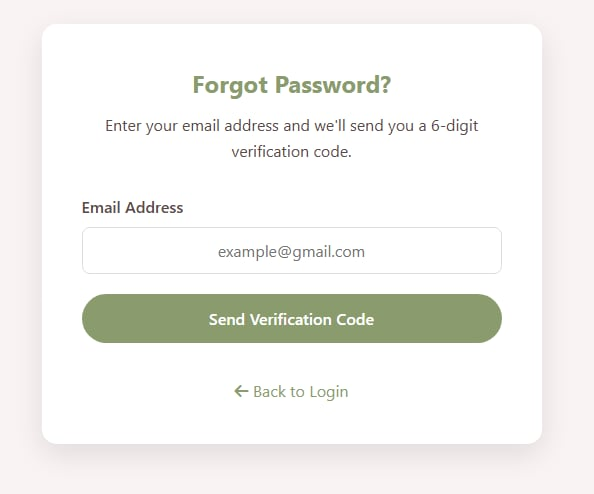 Forgot Password?
Enter your email address and we'll send you a 6-digit
verification code.
Email Address
example@gmail.com
Send Verification Code
← Back to Login